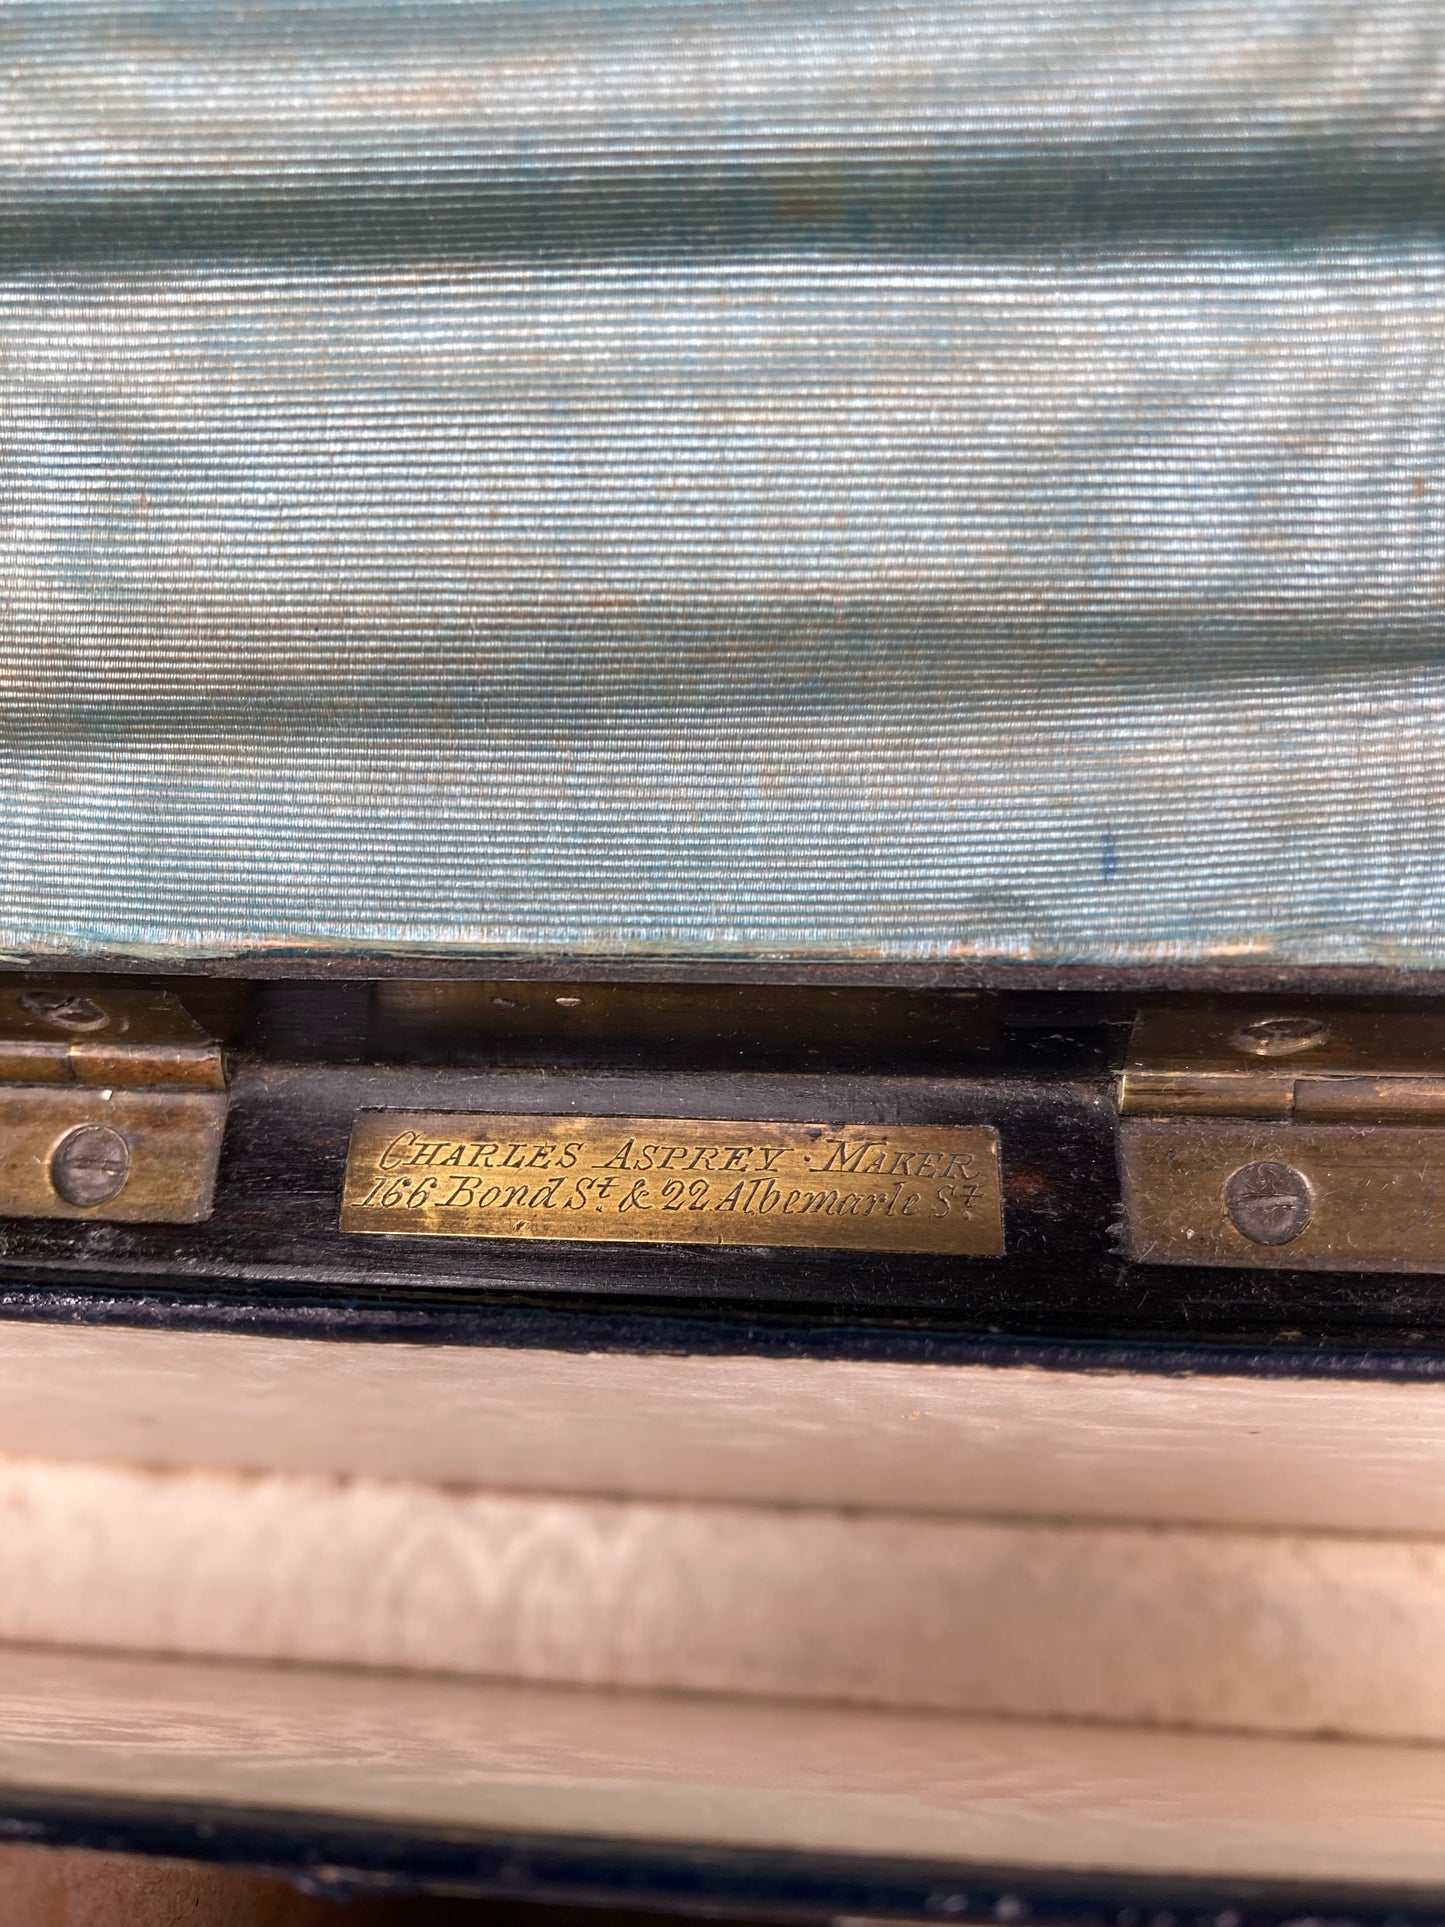 CHARLES ASPREY · MAKER
166 Bond St. & 22 Albemarle St.